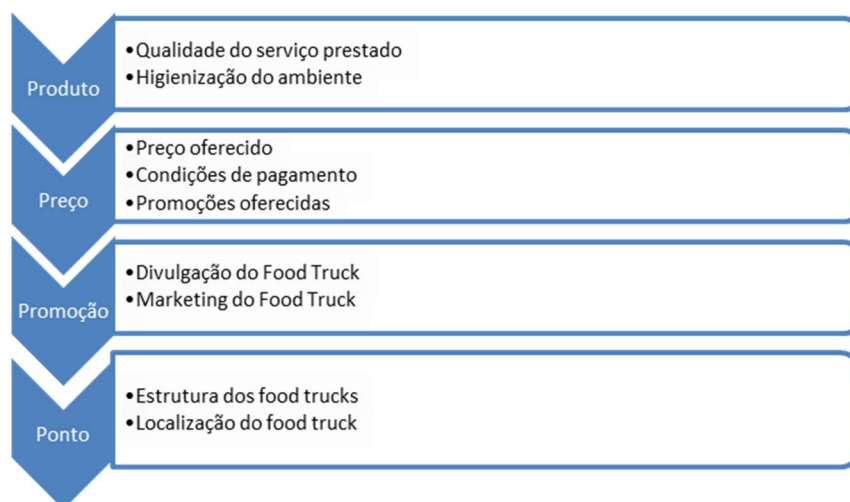 Produto
•Qualidade do serviço prestado
•Higienização do ambiente
Preço
•Preço oferecido
•Condições de pagamento
•Promoções oferecidas
Promoção
•Divulgação do Food Truck
•Marketing do Food Truck
Ponto
•Estrutura dos food trucks
•Localização do food truck